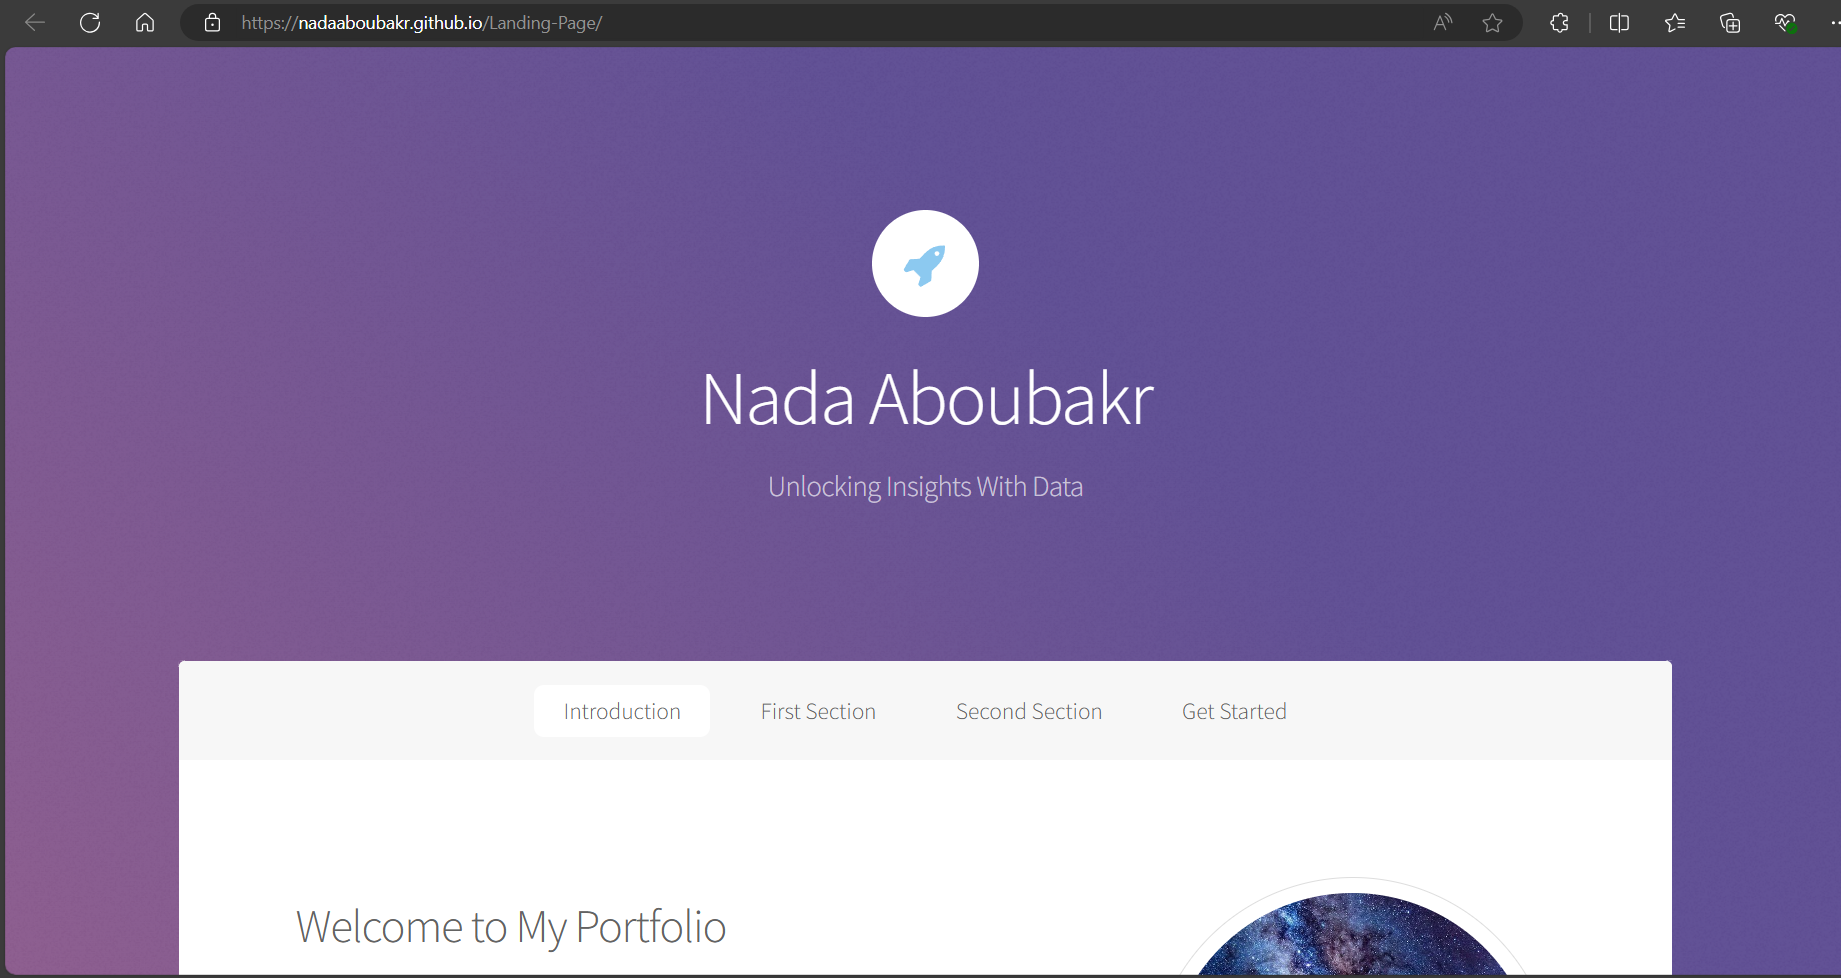 https://nadaaboubakr.github.io/Landing-Page/
Nada Aboubakr
Unlocking Insights With Data
Introduction First Section Second Section Get Started
Welcome to My Portfolio